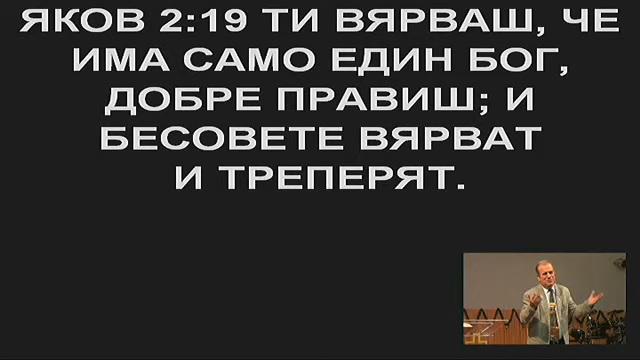 ЯКОВ 2:19 ТИ ВЯРВАШ, ЧЕ
ИМА САМО ЕДИН БОГ,
ДОБРЕ ПРАВИШ; И
БЕСОВЕТЕ ВЯРВАТ
И ТРЕПЕРЯТ.